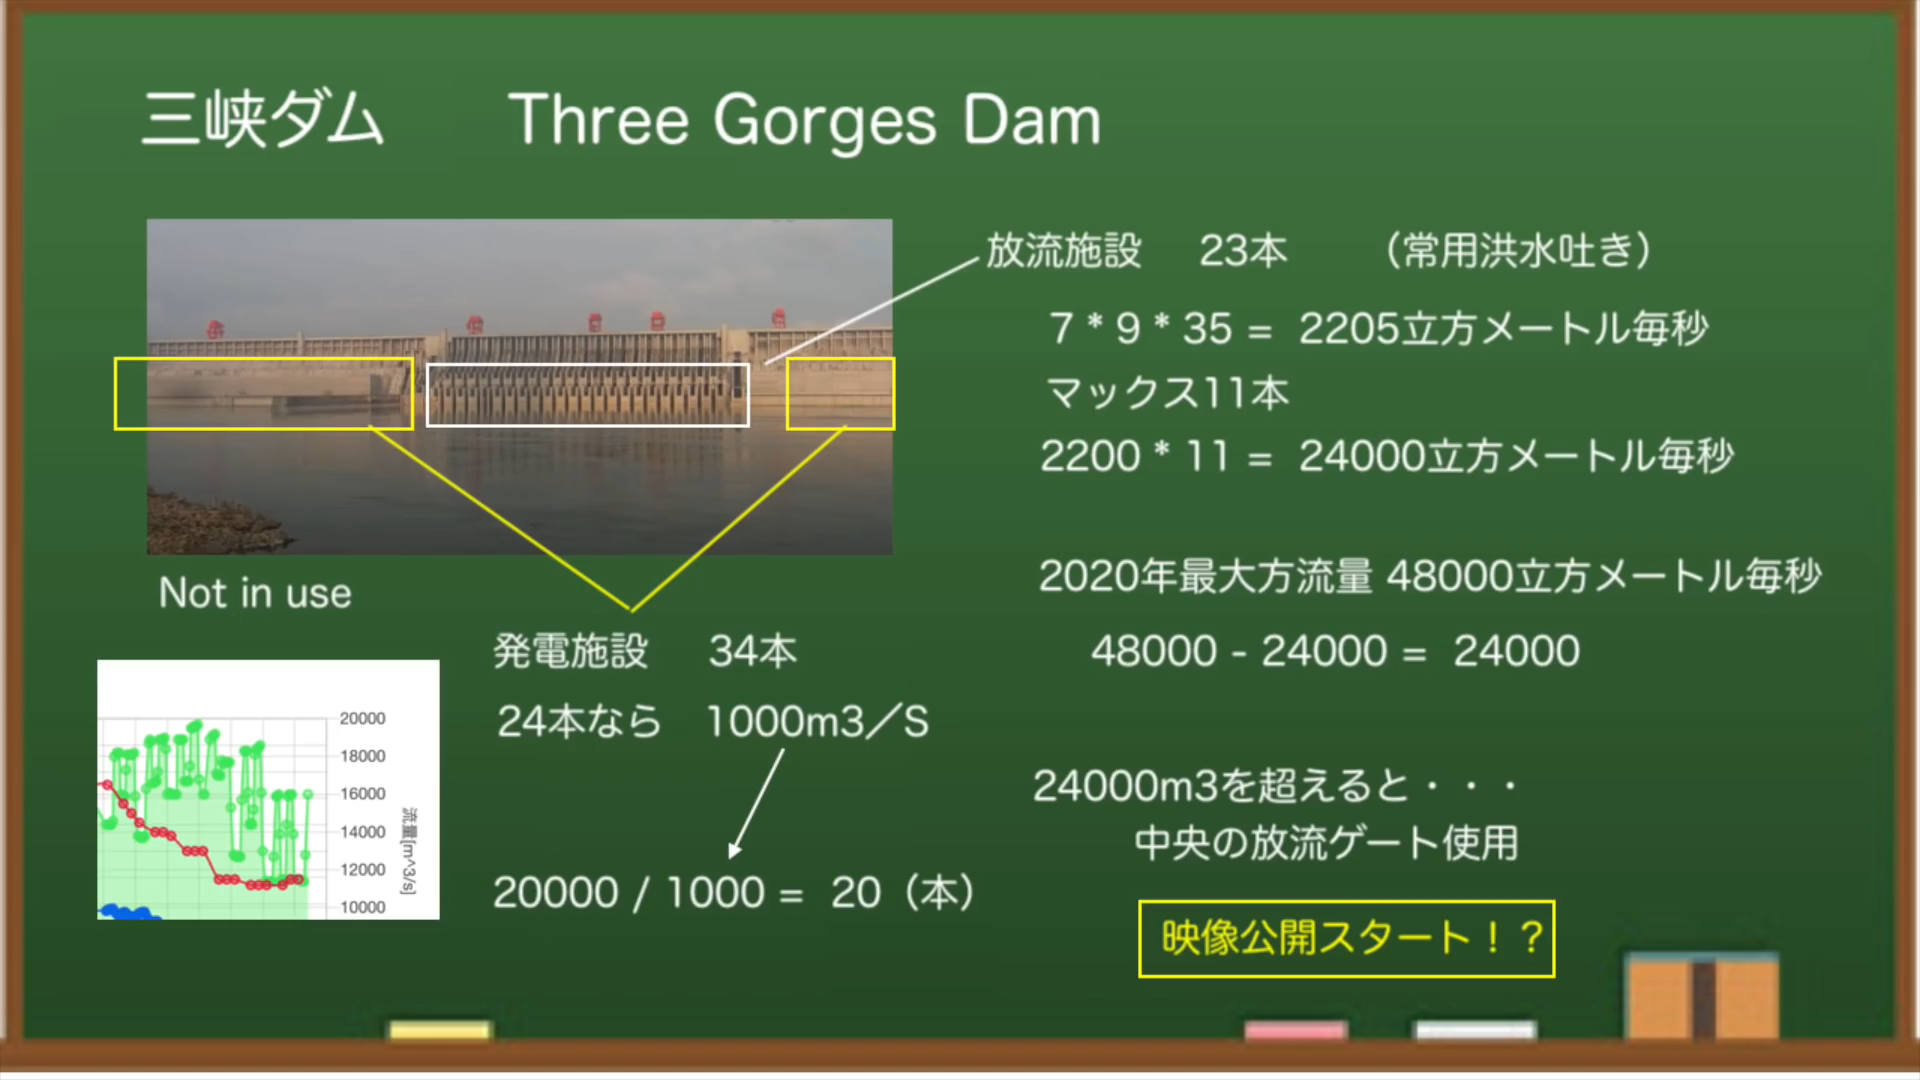 三峡ダム Three Gorges Dam
放流施設 23本 （常用洪水吐き）
7 * 9 * 35 = 2205立方メートル毎秒
マックス11本
2200 * 11 = 24000立方メートル毎秒
2020年最大方流量 48000立方メートル毎秒
48000 - 24000 = 24000
24000m3を超えると・・・
中央の放流ゲート使用
映像公開スタート！？
Not in use
発電施設 34本
24本なら 1000m3／S
20000 / 1000 = 20（本）
20000
18000
16000
14000
12000
10000
流量[m^3/s]